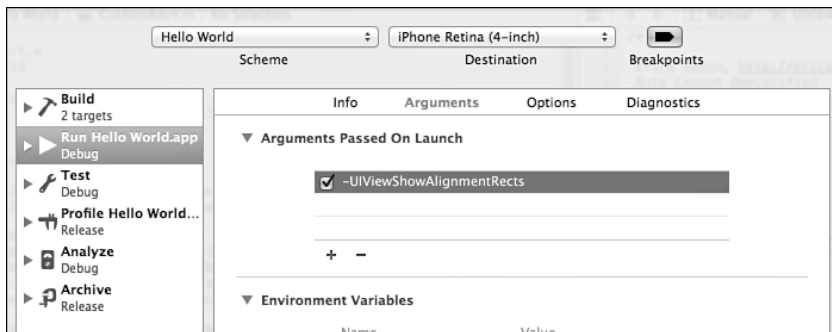 Hello World
iPhone Retina (4-inch)
Scheme
Destination
Breakpoints
Build
2 targets
Run Hello World.app
Debug
Test
Debug
Profile Hello World...
Release
Analyze
Debug
Archive
Release
Info
Arguments
Options
Diagnostics
Arguments Passed On Launch
-UIViewShowAlignmentRects
+ −
Environment Variables
Name
Value